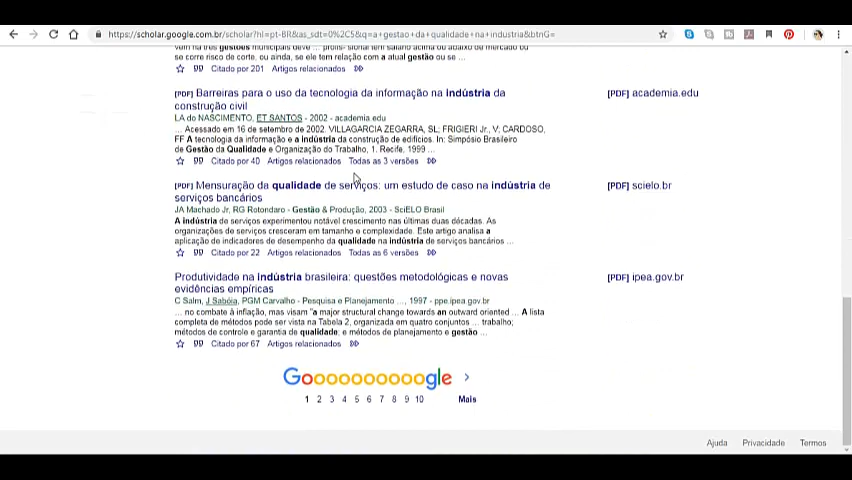 https://scholar.google.com.br/scholar?hl=pt-BR&as_sdt=0%2C5&q=a+gestao+da+qualidade+na+industria&btnG=
se corre risco de corte, ou ainda, se ele tem relação com a atual gestão ou se ...
Citado por 201 Artigos relacionados
[PDF] Barreiras para o uso da tecnologia da informação na indústria da
construção civil
[PDF] academia.edu
LA do NASCIMENTO, ET SANTOS - 2002 - academia.edu
... Acessado em 16 de setembro de 2002. VILLAGARCIA ZEGARRA, SL; FRIGIERI Jr., V; CARDOSO,
FF A tecnologia da informação e a indústria da construção de edifícios. In: Simpósio Brasileiro
de Gestão da Qualidade e Organização do Trabalho, 1. Recife, 1999 ...
Citado por 40 Artigos relacionados Todas as 3 versões
[PDF] Mensuração da qualidade de serviços: um estudo de caso na indústria de
serviços bancários
[PDF] scielo.br
JA Machado Jr, RG Rotondaro - Gestão & Produção, 2003 - SciELO Brasil
A indústria de serviços experimentou notável crescimento nas últimas duas décadas. As
organizações de serviços cresceram em tamanho e complexidade. Este artigo analisa a
aplicação de indicadores de desempenho da qualidade na indústria de serviços bancários ...
Citado por 22 Artigos relacionados Todas as 6 versões
Produtividade na Indústria brasileira: questões metodológicas e novas
evidências empíricas
[PDF] ipea.gov.br
C Salm, J Sabóia, PGM Carvalho - Pesquisa e Planejamento ..., 1997 - ppe.ipea.gov.br
... no combate à inflação, mas visam "a major structural change towards an outward oriented ... A lista
completa de métodos pode ser vista na Tabela 2, organizada em quatro conjuntos ... trabalho;
métodos de controle e garantia de qualidade; e métodos de planejamento e gestão ...
Citado por 67 Artigos relacionados
Goooooooooogle
1 2 3 4 5 6 7 8 9 10 Mais
Ajuda Privacidade Termos